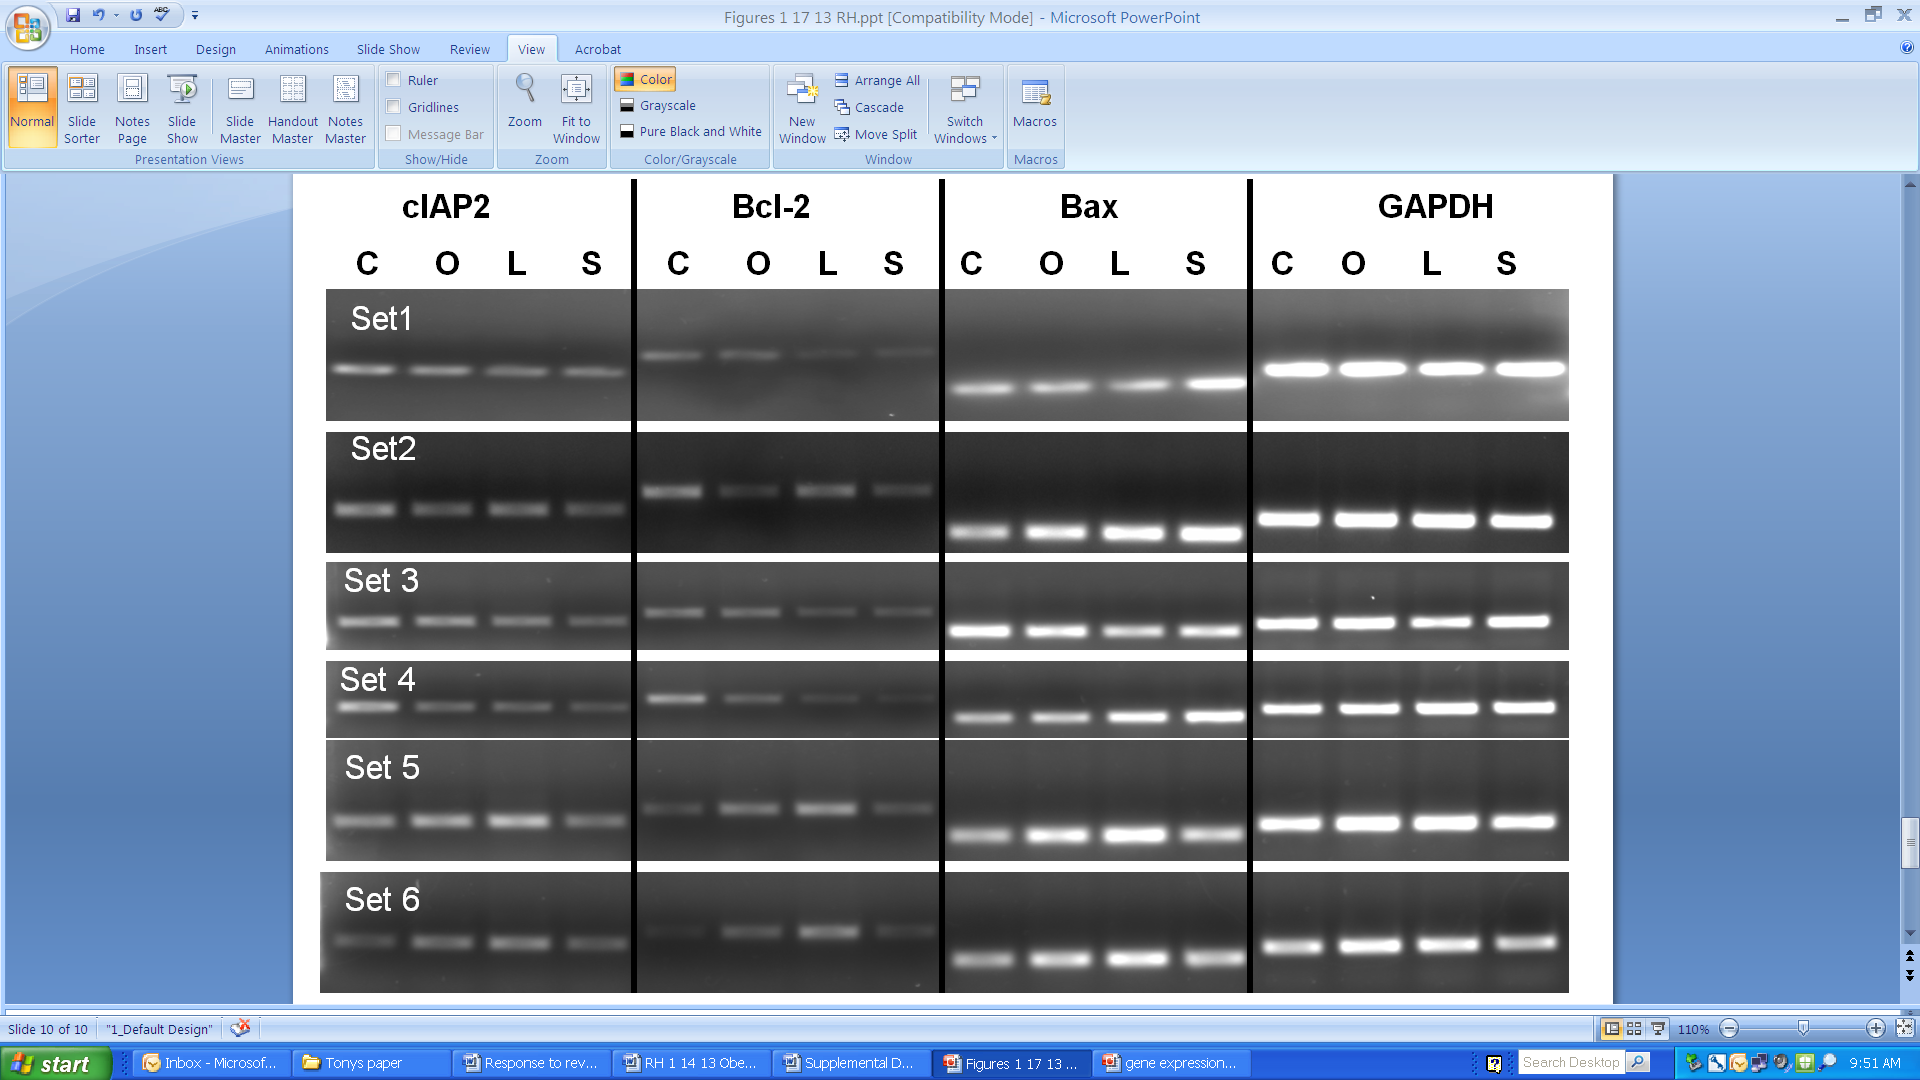 Figures 1 17 13 RH.ppt [Compatibility Mode] - Microsoft PowerPoint
Home Insert Design Animations Slide Show Review View Acrobat
Normal
Slide Sorter
Notes Page
Slide Show
Slide Master
Handout Master
Notes Master
Presentation Views
Ruler
Gridlines
Message Bar
Show/Hide
Zoom
Fit to Window
Zoom
Color
Grayscale
Pure Black and White
Color/Grayscale
New Window
Arrange All
Cascade
Move Split
Switch Windows
Window
Macros
Macros
cIAP2 Bcl-2 Bax GAPDH
C O L S C O L S C O L S C O L S
Set1
Set2
Set 3
Set 4
Set 5
Set 6
Slide 10 of 10 "1_Default Design" 110%
start Inbox - Microsof... Tonys paper Response to rev... RH 1 14 13 Obe... Supplemental D... Figures 1 17 13 ... gene expression... Search Desktop 9:51 AM